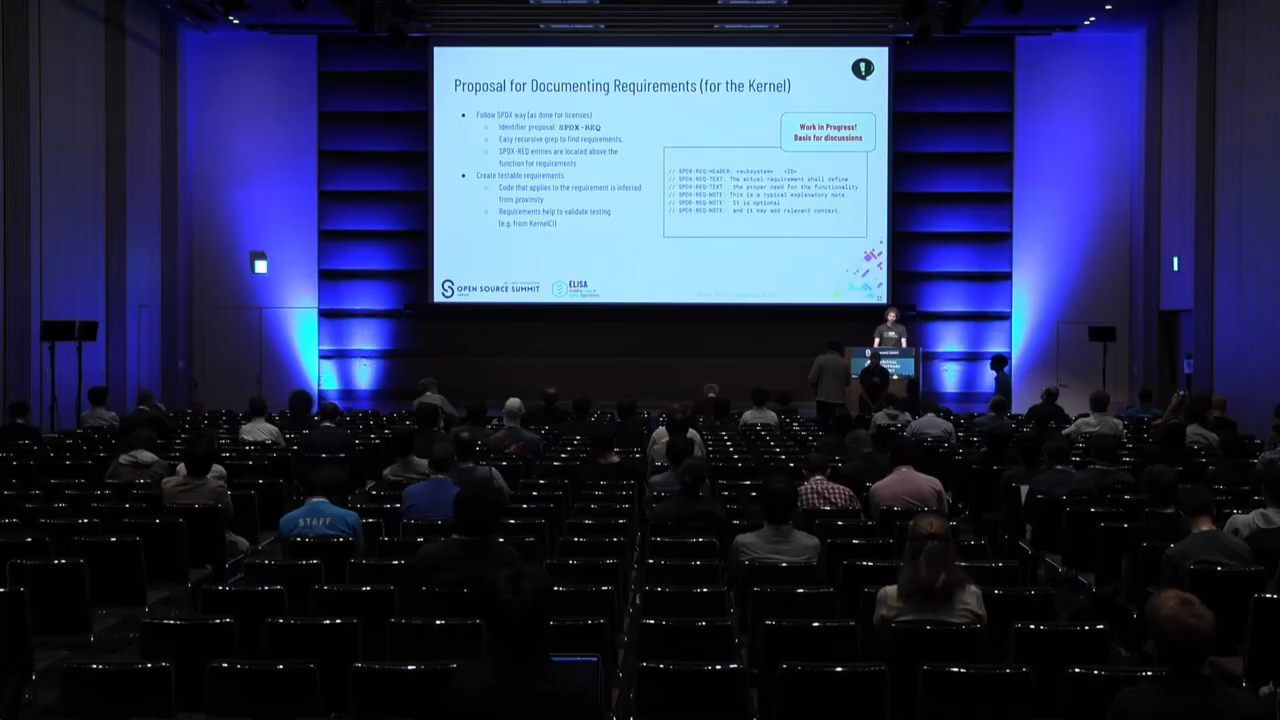 Proposal for Documenting Requirements (for the Kernel)
● Follow SPDX way (as done for licenses)
○ Identifier proposal: SPDX-REQ
○ Easy recursive grep to find requirements.
○ SPDX-REQ entries are located above the
function for requirements
● Create testable requirements
○ Code that applies to the requirement is inferred
from proximity.
○ Requirements help to validate testing
(e.g. from KernelCI)
Work in Progress!
Basis for discussions
// SPDX-REQ-HEADER: <subsystem> : <ID>
// SPDX-REQ-TEXT: The actual requirement shall define
// SPDX-REQ-TEXT: the proper need for the functionality
// SPDX-REQ-NOTE: This is a typical explanatory note.
// SPDX-REQ-NOTE: It is optional
// SPDX-REQ-NOTE: and it may add relevant context.
OPEN SOURCE SUMMIT
ELISA
STAFF